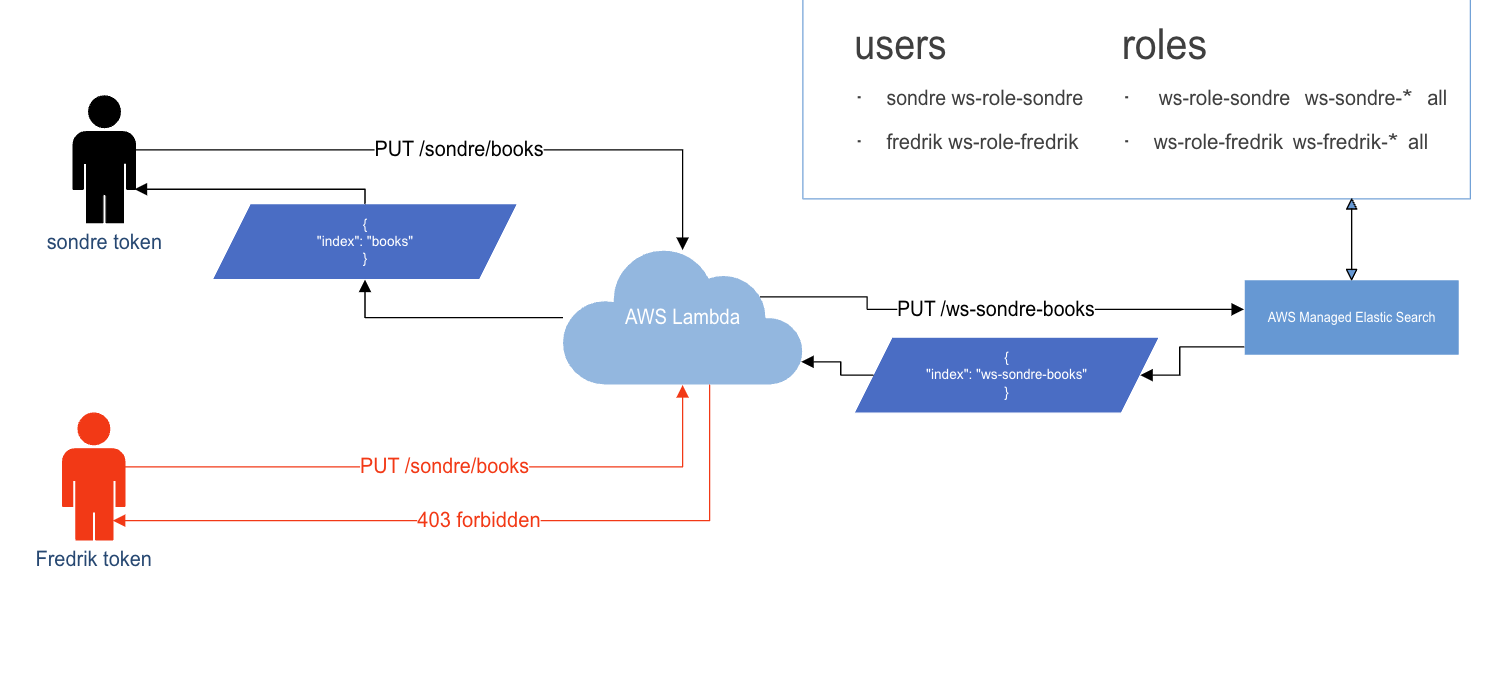 users
roles
· sondre ws-role-sondre
· ws-role-sondre ws-sondre-* all
· fredrik ws-role-fredrik
· ws-role-fredrik ws-fredrik-* all
PUT /sondre/books
sondre token
{
"index": "books"
}
AWS Lambda
PUT /ws-sondre-books
AWS Managed Elastic Search
{
"index": "ws-sondre-books"
}
PUT /sondre/books
403 forbidden
Fredrik token